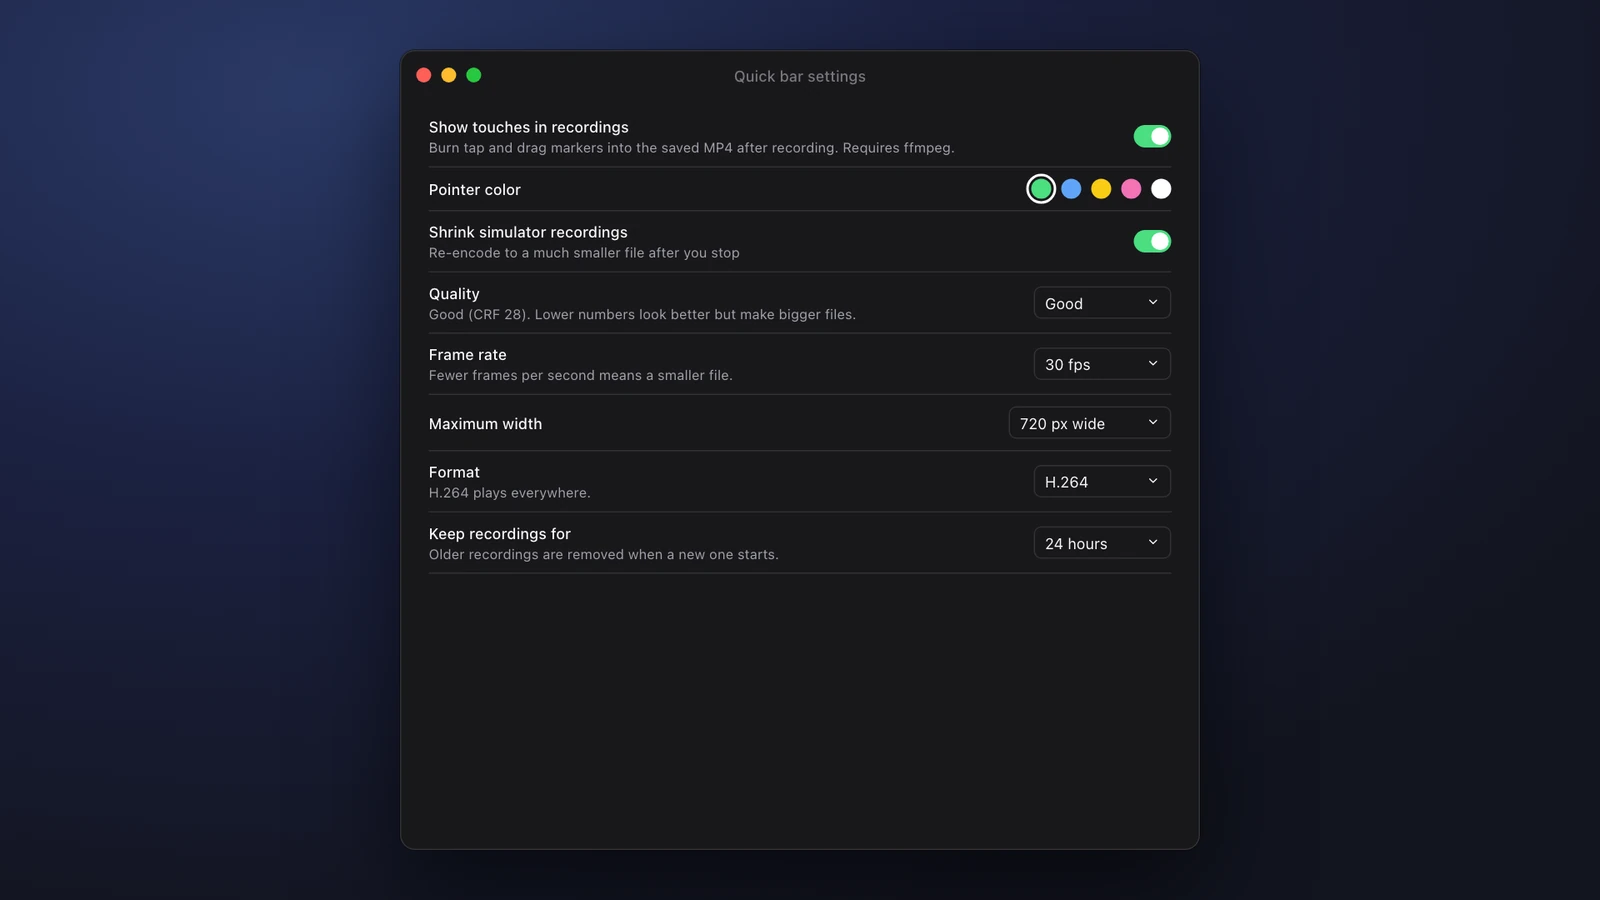 Quick bar settings
Show touches in recordings
Burn tap and drag markers into the saved MP4 after recording. Requires ffmpeg.
Pointer color
Shrink simulator recordings
Re-encode to a much smaller file after you stop
Quality
Good (CRF 28). Lower numbers look better but make bigger files.
Good
Frame rate
Fewer frames per second means a smaller file.
30 fps
Maximum width
720 px wide
Format
H.264 plays everywhere.
H.264
Keep recordings for
Older recordings are removed when a new one starts.
24 hours